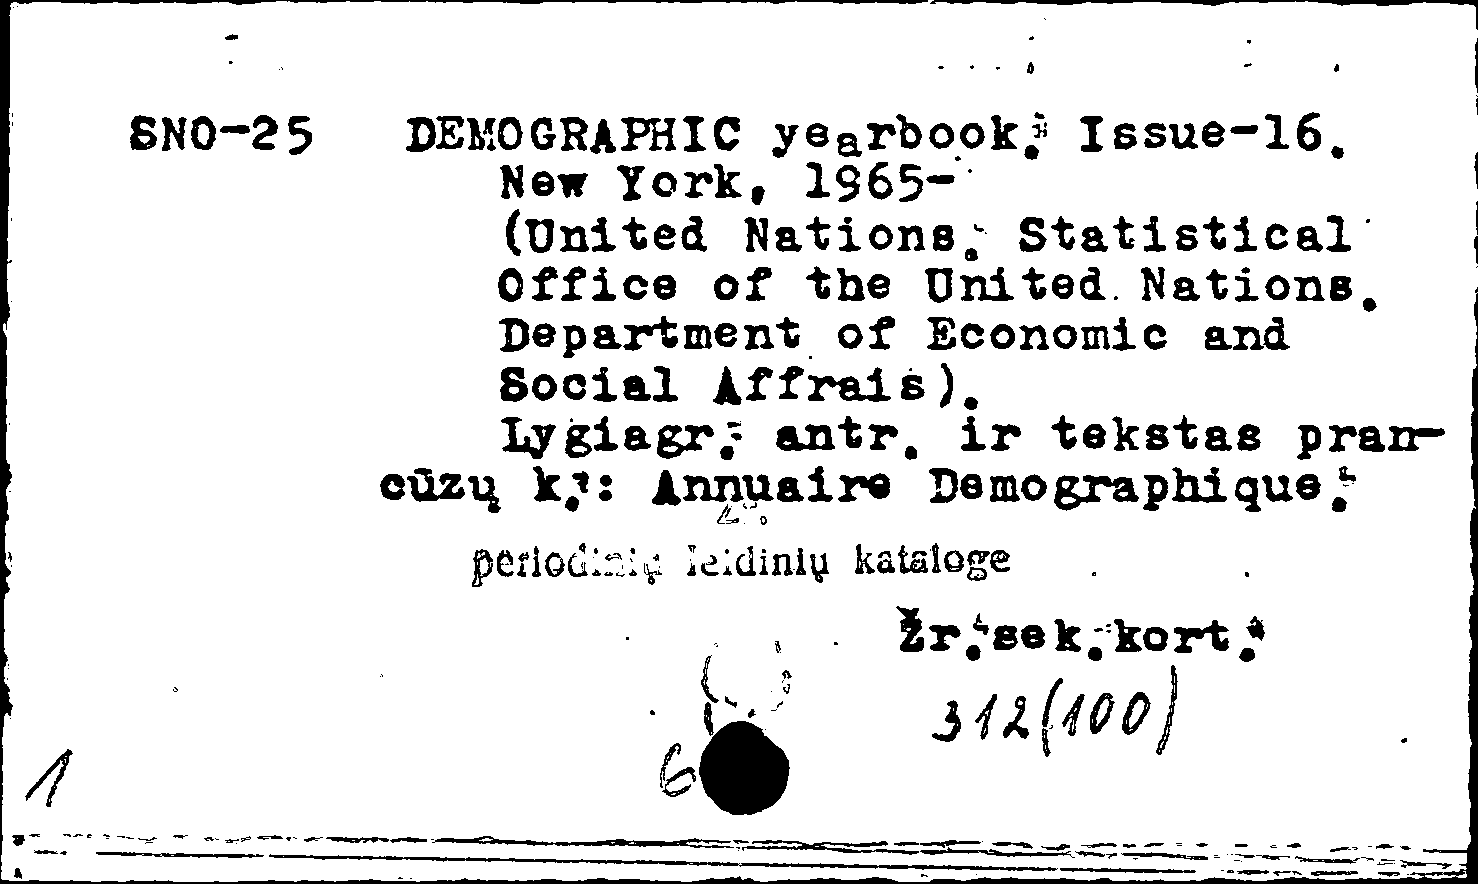 SNO-25 DEMOGRAPHIC yearbook. Issue-16.
New York, 1965-
(United Nations. Statistical
Office of the United Nations.
Department of Economic and
Social Affrais).
Lygiagr. antr. ir tekstas pran-
cūzų k.: Annuaire Demographique.
Žr.
periodinių leidinių kataloge
Žr. sek. kort.
312(100)
6
1